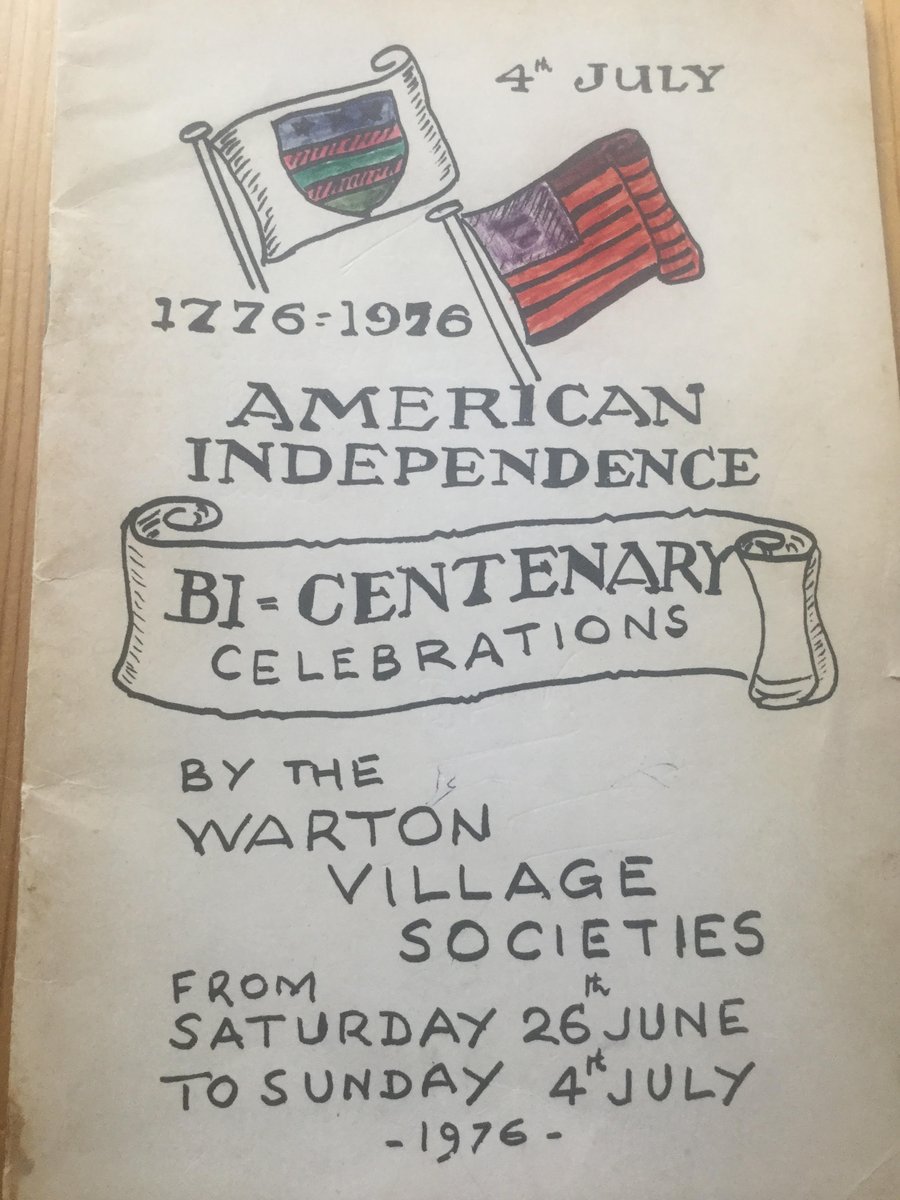 4th JULY
1776=1976
AMERICAN
INDEPENDENCE
BI=CENTENARY
CELEBRATIONS
BY THE
WARTON
VILLAGE
SOCIETIES
FROM
SATURDAY 26th JUNE
TO SUNDAY 4th JULY
-1976-